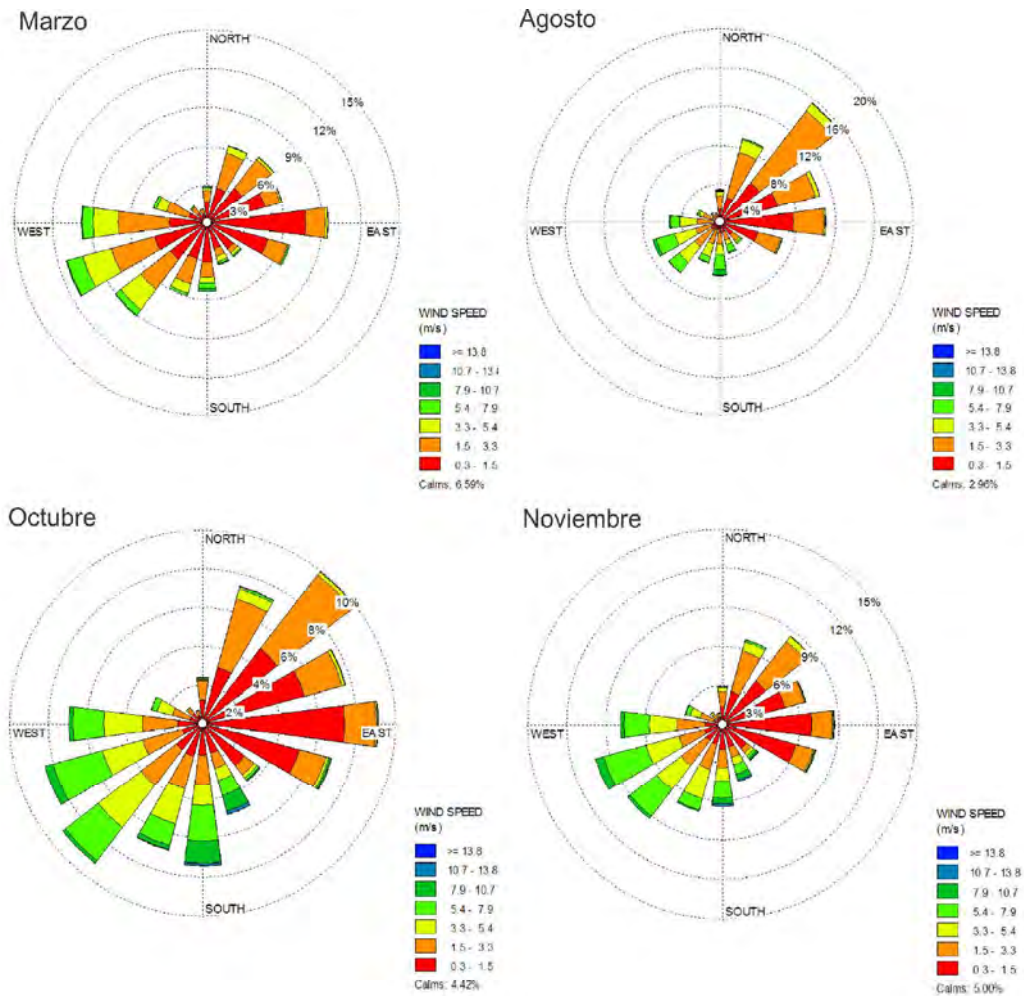 Marzo
NORTH
15%
12%
9%
6%
3%
WEST
EAST
SOUTH
WIND SPEED
(m/s)
>= 13.8
10.7 - 13.8
7.9 - 10.7
5.4 - 7.9
3.3 - 5.4
1.5 - 3.3
0.3 - 1.5
Calms: 6.59%
Agosto
NORTH
20%
16%
12%
8%
4%
WEST
EAST
SOUTH
WIND SPEED
(m/s)
>= 13.8
10.7 - 13.8
7.9 - 10.7
5.4 - 7.9
3.3 - 5.4
1.5 - 3.3
0.3 - 1.5
Calms: 2.96%
Octubre
NORTH
10%
8%
6%
4%
2%
WEST
EAST
SOUTH
WIND SPEED
(m/s)
>= 13.8
10.7 - 13.8
7.9 - 10.7
5.4 - 7.9
3.3 - 5.4
1.5 - 3.3
0.3 - 1.5
Calms: 4.42%
Noviembre
NORTH
15%
12%
9%
6%
3%
WEST
EAST
SOUTH
WIND SPEED
(m/s)
>= 13.8
10.7 - 13.8
7.9 - 10.7
5.4 - 7.9
3.3 - 5.4
1.5 - 3.3
0.3 - 1.5
Calms: 5.00%